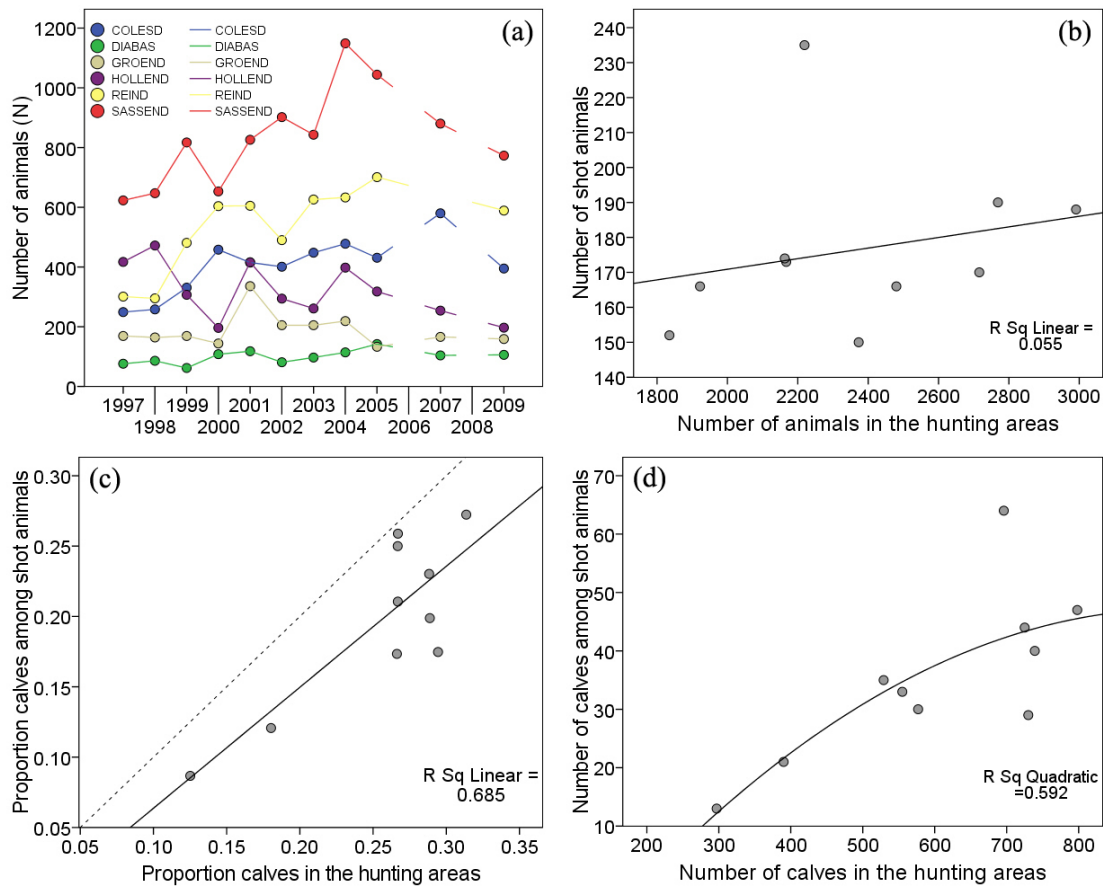 (a)
Number of animals (N)
1200
1000
800
600
400
200
0
COLESD COLESD
DIABAS DIABAS
GROEND GROEND
HOLLEND HOLLEND
REIND REIND
SASSEND SASSEND
1997 1999 2001 2003 2005 2007 2009
1998 2000 2002 2004 2006 2008
(b)
Number of shot animals
240
230
220
210
200
190
180
170
160
150
140
R Sq Linear =
0.055
1800 2000 2200 2400 2600 2800 3000
Number of animals in the hunting areas
(c)
Proportion calves among shot animals
0.30
0.25
0.20
0.15
0.10
0.05
R Sq Linear =
0.685
0.05 0.10 0.15 0.20 0.25 0.30 0.35
Proportion calves in the hunting areas
(d)
Number of calves among shot animals
70
60
50
40
30
20
10
R Sq Quadratic
=0.592
200 300 400 500 600 700 800
Number of calves in the hunting areas